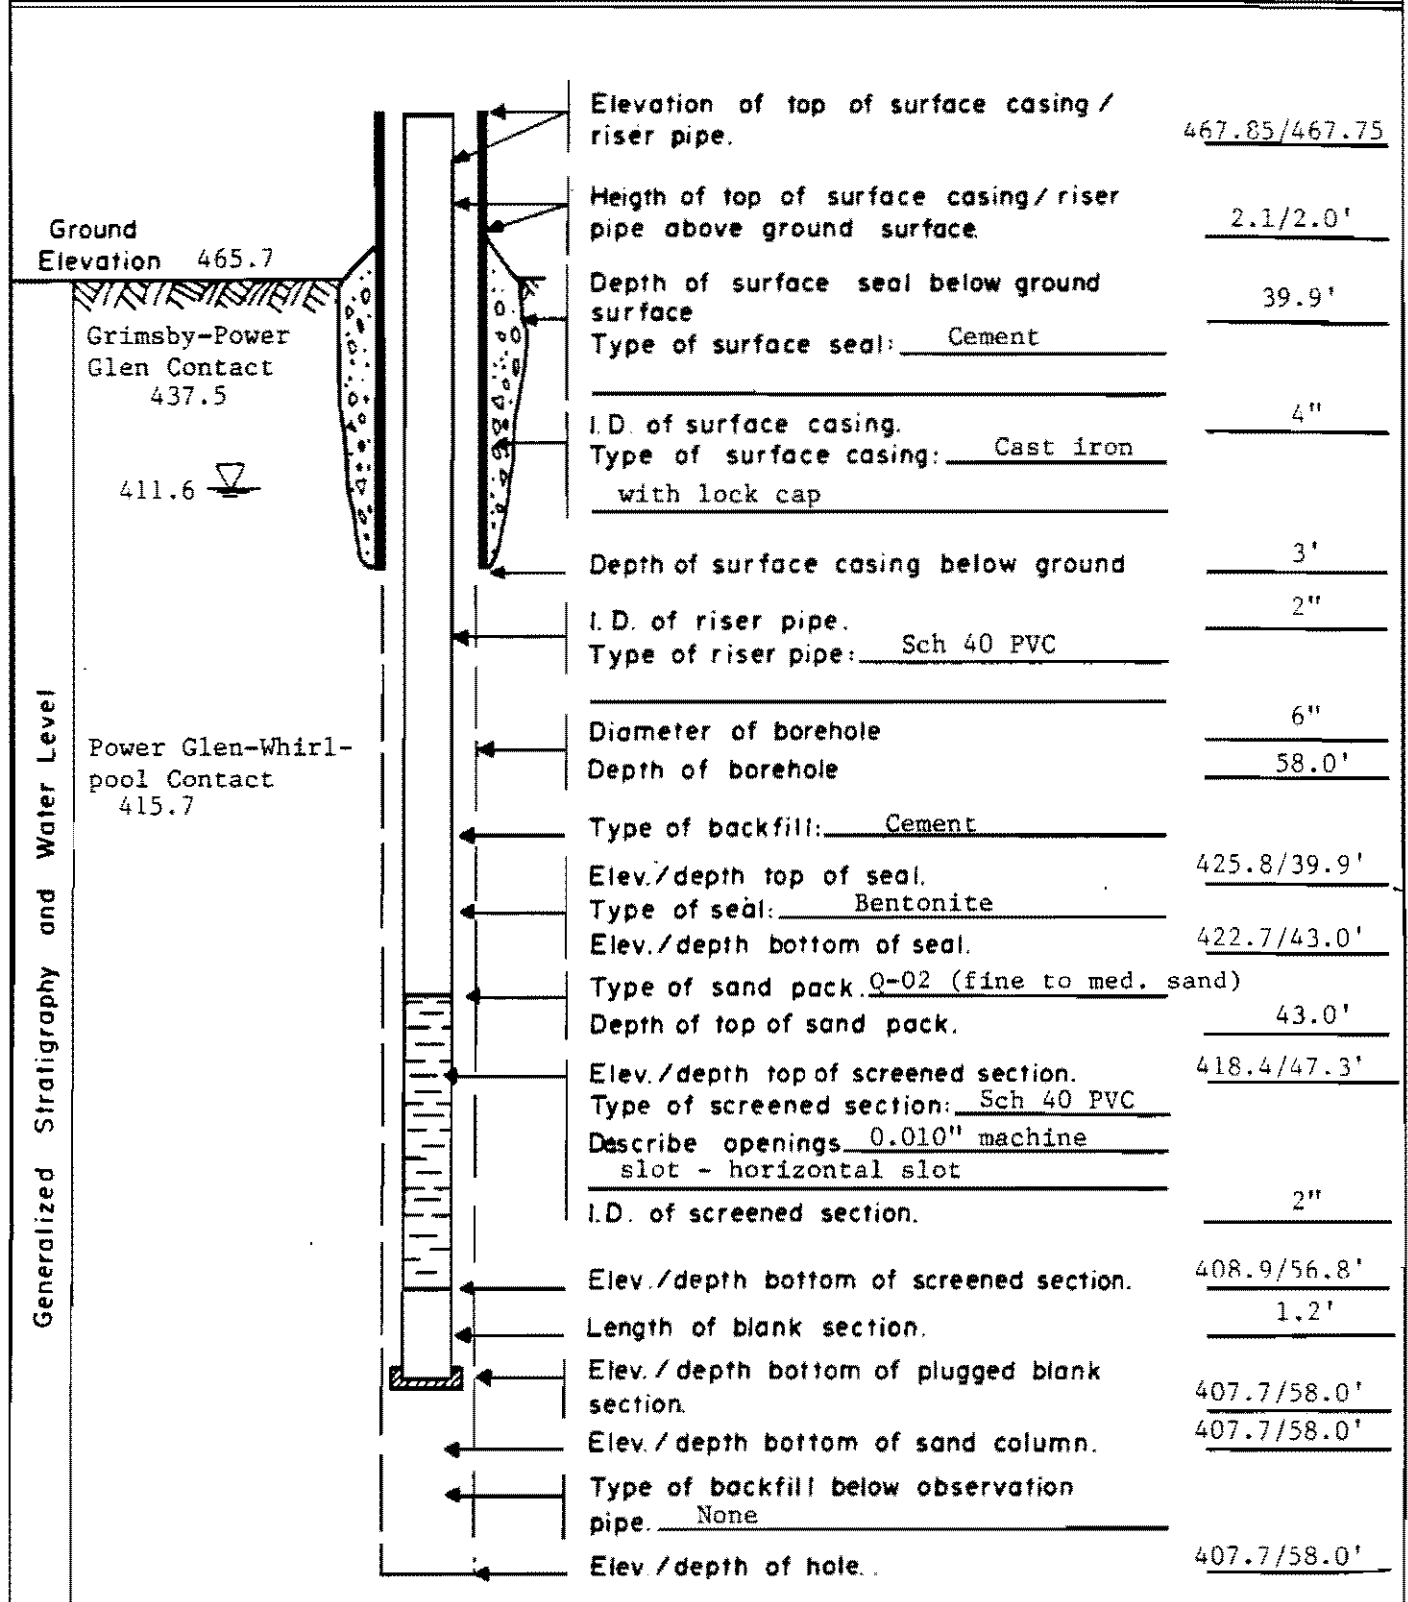 Elevation of top of surface casing /
riser pipe. 467.85/467.75
Heigth of top of surface casing / riser
pipe above ground surface. 2.1/2.0'
Ground
Elevation 465.7
Depth of surface seal below ground
surface 39.9'
Type of surface seal: Cement
Grimsby-Power
Glen Contact
437.5
I.D. of surface casing. 4"
Type of surface casing: Cast iron
with lock cap
411.6
Depth of surface casing below ground 3'
I.D. of riser pipe. 2"
Type of riser pipe: Sch 40 PVC
Generalized Stratigraphy and Water Level
Power Glen-Whirl-
pool Contact
415.7
Diameter of borehole 6"
Depth of borehole 58.0'
Type of backfill: Cement
Elev./depth top of seal. 425.8/39.9'
Type of seal: Bentonite
Elev./depth bottom of seal. 422.7/43.0'
Type of sand pack. Q-02 (fine to med. sand)
Depth of top of sand pack. 43.0'
Elev./depth top of screened section. 418.4/47.3'
Type of screened section: Sch 40 PVC
Describe openings 0.010" machine
slot - horizontal slot
I.D. of screened section. 2"
Elev./depth bottom of screened section. 408.9/56.8'
Length of blank section. 1.2'
Elev./depth bottom of plugged blank
section. 407.7/58.0'
Elev./depth bottom of sand column. 407.7/58.0'
Type of backfill below observation
pipe. None
Elev./depth of hole. 407.7/58.0'